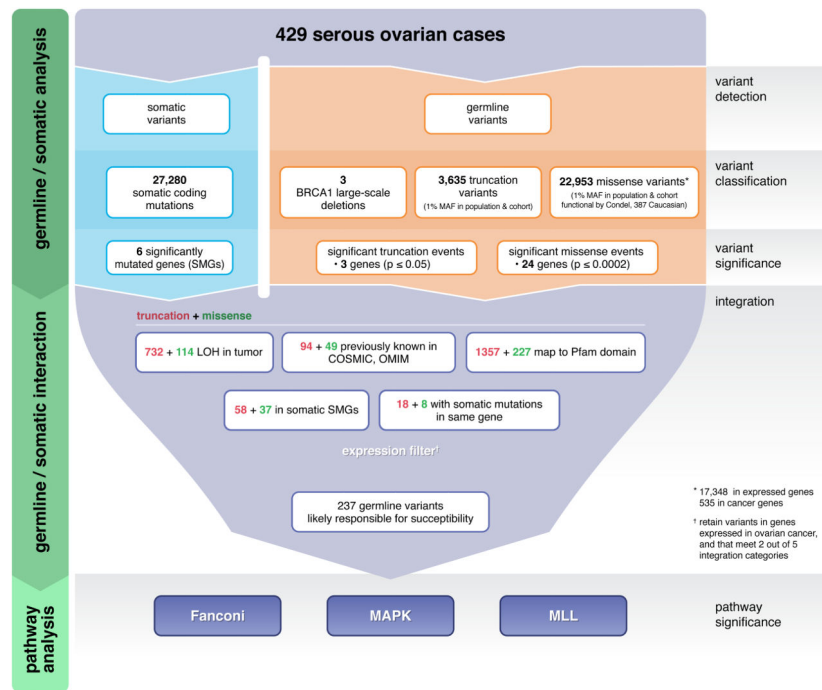 429 serous ovarian cases
germline / somatic analysis
somatic
variants
germline
variants
variant
detection
27,280
somatic coding
mutations
3
BRCA1 large-scale
deletions
3,635 truncation
variants
(1% MAF in population & cohort)
22,953 missense variants*
(1% MAF in population & cohort
functional by Condel, 387 Caucasian)
variant
classification
6 significantly
mutated genes (SMGs)
significant truncation events
• 3 genes (p ≤ 0.05)
significant missense events
• 24 genes (p ≤ 0.0002)
variant
significance
germline / somatic interaction
integration
truncation + missense
732 + 114 LOH in tumor
94 + 49 previously known in
COSMIC, OMIM
1357 + 227 map to Pfam domain
58 + 37 in somatic SMGs
18 + 8 with somatic mutations
in same gene
expression filter†
237 germline variants
likely responsible for succeptibility
* 17,348 in expressed genes
535 in cancer genes
† retain variants in genes
expressed in ovarian cancer,
and that meet 2 out of 5
integration categories
pathway
analysis
Fanconi
MAPK
MLL
pathway
significance